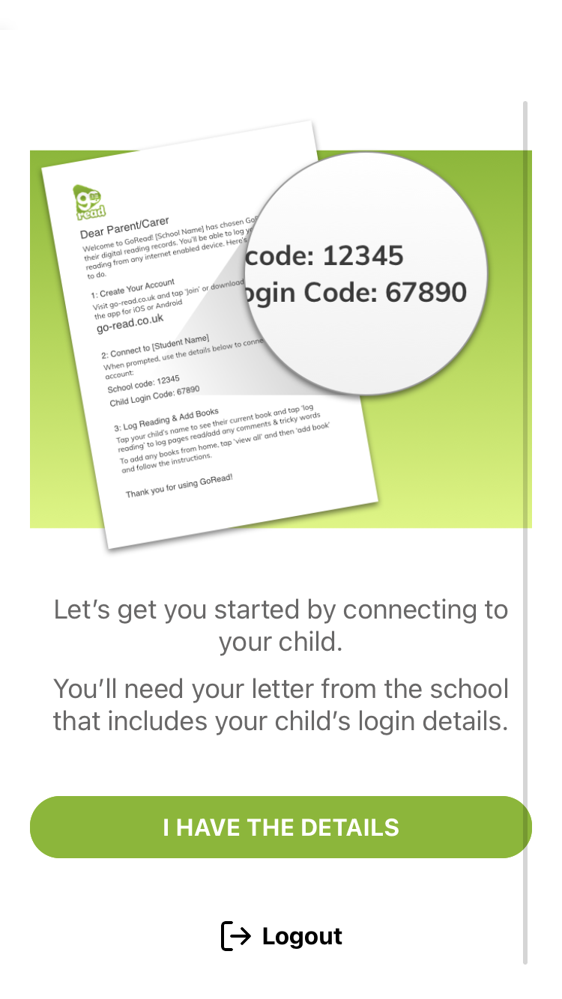 go
read
Dear Parent/Carer
Welcome to GoRead! [School Name] has chosen
their digital reading records. You'll be able to log
reading from any internet enabled device. Here's
to do.
1: Create Your Account
Visit go-read.co.uk and tap 'Join' or download
the app for iOS or Android
go-read.co.uk
2: Connect to [Student Name]
When prompted, use the details below to
account:
School code: 12345
Child Login Code: 67890
3: Log Reading & Add Books
Tap your child's name to see their current book and tap 'log
reading' to log pages read/add any comments & tricky words
To add any books from home, tap 'view all' and then 'add book'
and follow the instructions.
Thank you for using GoRead!
code: 12345
ogin Code: 67890
Let's get you started by connecting to
your child.
You'll need your letter from the school
that includes your child's login details.
I HAVE THE DETAILS
Logout